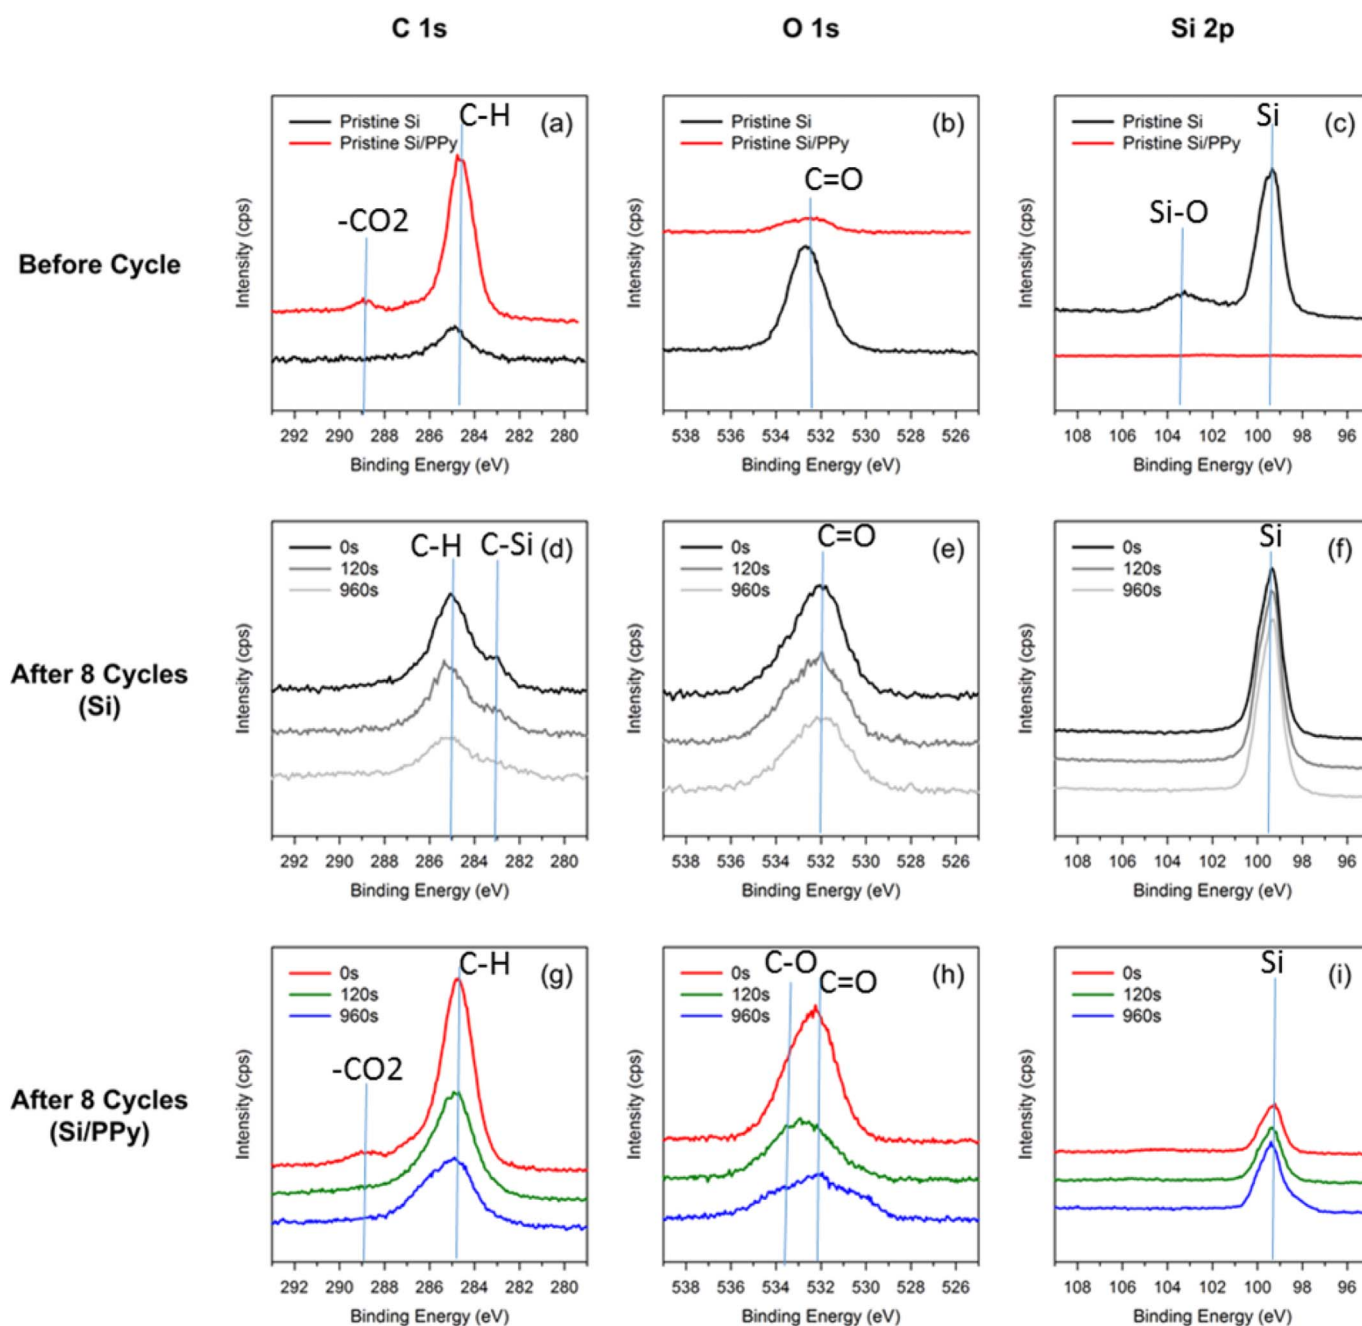 C 1s
O 1s
Si 2p
Before Cycle
Pristine Si
Pristine Si/PPy
C-H
(a)
-CO2
Intensity (cps)
292 290 288 286 284 282 280
Binding Energy (eV)
Pristine Si
Pristine Si/PPy
(b)
C=O
Intensity (cps)
538 536 534 532 530 528 526
Binding Energy (eV)
Pristine Si
Pristine Si/PPy
Si
(c)
Si-O
Intensity (cps)
108 106 104 102 100 98 96
Binding Energy (eV)
After 8 Cycles
(Si)
0s
120s
960s
C-H
C-Si
(d)
Intensity (cps)
292 290 288 286 284 282 280
Binding Energy (eV)
0s
120s
960s
C=O
(e)
Intensity (cps)
538 536 534 532 530 528 526
Binding Energy (eV)
0s
120s
960s
Si
(f)
Intensity (cps)
108 106 104 102 100 98 96
Binding Energy (eV)
After 8 Cycles
(Si/PPy)
0s
120s
960s
C-H
(g)
-CO2
Intensity (cps)
292 290 288 286 284 282 280
Binding Energy (eV)
0s
120s
960s
C-O
C=O
(h)
Intensity (cps)
538 536 534 532 530 528 526
Binding Energy (eV)
0s
120s
960s
Si
(i)
Intensity (cps)
108 106 104 102 100 98 96
Binding Energy (eV)